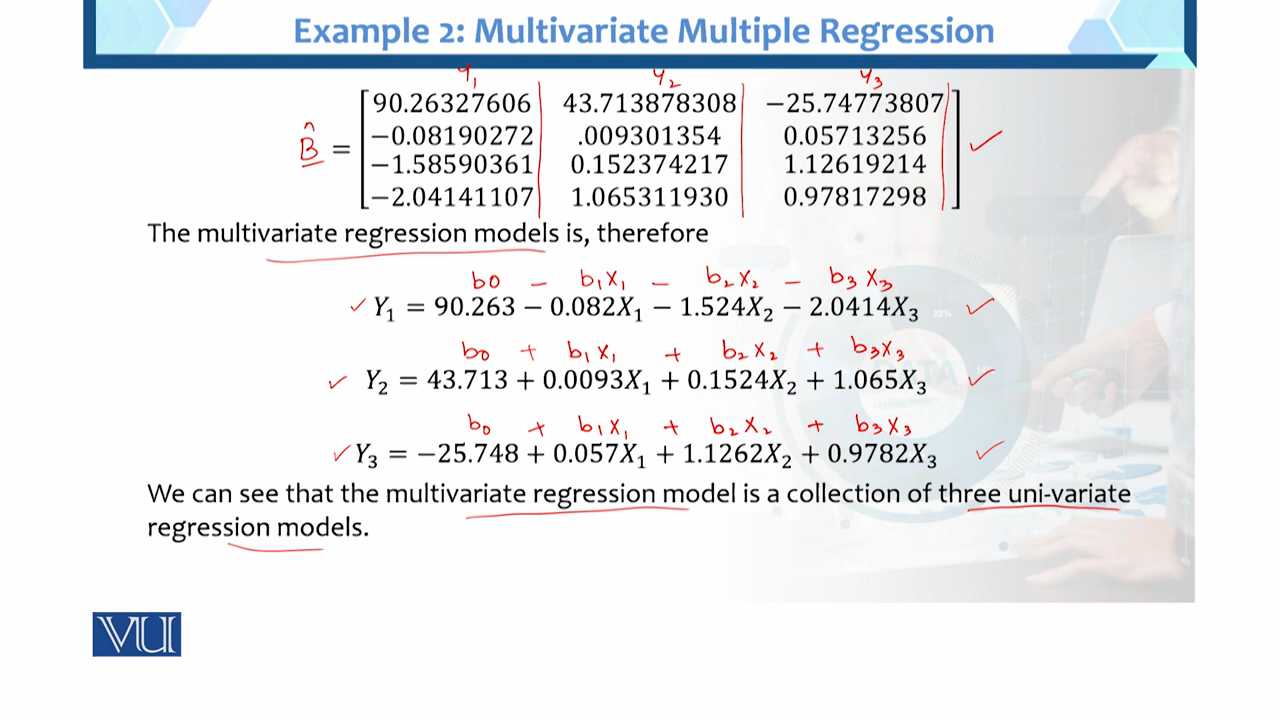 Example 2: Multivariate Multiple Regression
Y₁ Y₂ Y₃
B̂ = [90.26327606 43.713878308 −25.74773807
−0.08190272 .009301354 0.05713256
−1.58590361 0.152374217 1.12619214
−2.04141107 1.065311930 0.97817298] ✓
The multivariate regression models is, therefore
b0 − b₁X₁ − b₂X₂ − b₃X₃
✓ Y₁ = 90.263 − 0.082X₁ − 1.524X₂ − 2.0414X₃ ✓
b₀ + b₁X₁ + b₂X₂ + b₃X₃
✓ Y₂ = 43.713 + 0.0093X₁ + 0.1524X₂ + 1.065X₃ ✓
b₀ + b₁X₁ + b₂X₂ + b₃X₃
✓ Y₃ = −25.748 + 0.057X₁ + 1.1262X₂ + 0.9782X₃ ✓
We can see that the multivariate regression model is a collection of three uni-variate
regression models.
VU